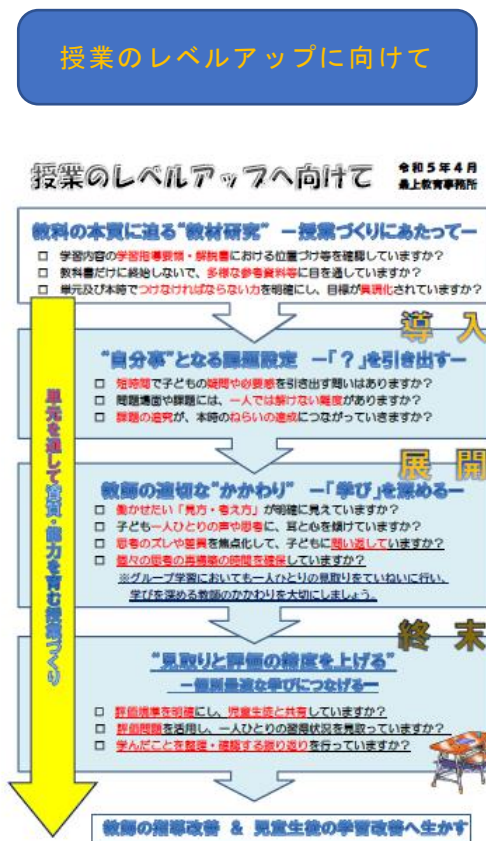 授業のレベルアップに向けて
授業のレベルアップへ向けて
令和5年4月
最上教育事務所
教科の本質に迫る“教材研究” ー授業づくりにあたってー
□ 学習内容の学習指導要領・解説書における位置づけ等を確認していますか？
□ 教科書だけに終始しないで、多様な参考資料等に目を通していますか？
□ 単元及び本時でつけなければならない力を明確にし、目標が具現化されていますか？
導 入
“自分事”となる課題設定 ー「？」を引き出すー
□ 短時間で子どもの疑問や必要感を引き出す問いはありますか？
□ 問題場面や課題には、一人では解けない難度がありますか？
□ 課題の追究が、本時のねらいの達成につながっていきますか？
展 開
教師の適切な“かかわり” ー「学び」を深めるー
□ 働かせたい「見方・考え方」が明確に見えていますか？
□ 子ども一人ひとりの声や思考に、耳と心を傾けていますか？
□ 思考のズレや差異を焦点化して、子どもに問い返していますか？
□ 個々の思考の再構築の時間を確保していますか？
※グループ学習においても一人ひとりの見取りをていねいに行い、
学びを深める教師のかかわりを大切にしましょう。
終 末
“見取りと評価の精度を上げる”
ー個別最適な学びにつなげるー
□ 評価規準を明確にし、児童生徒と共有していますか？
□ 評価問題を活用し、一人ひとりの習得状況を見取っていますか？
□ 学んだことを整理・確認する振り返りを行っていますか？
単元を通して資質・能力を育む授業づくり
教師の指導改善 & 児童生徒の学習改善へ生かす